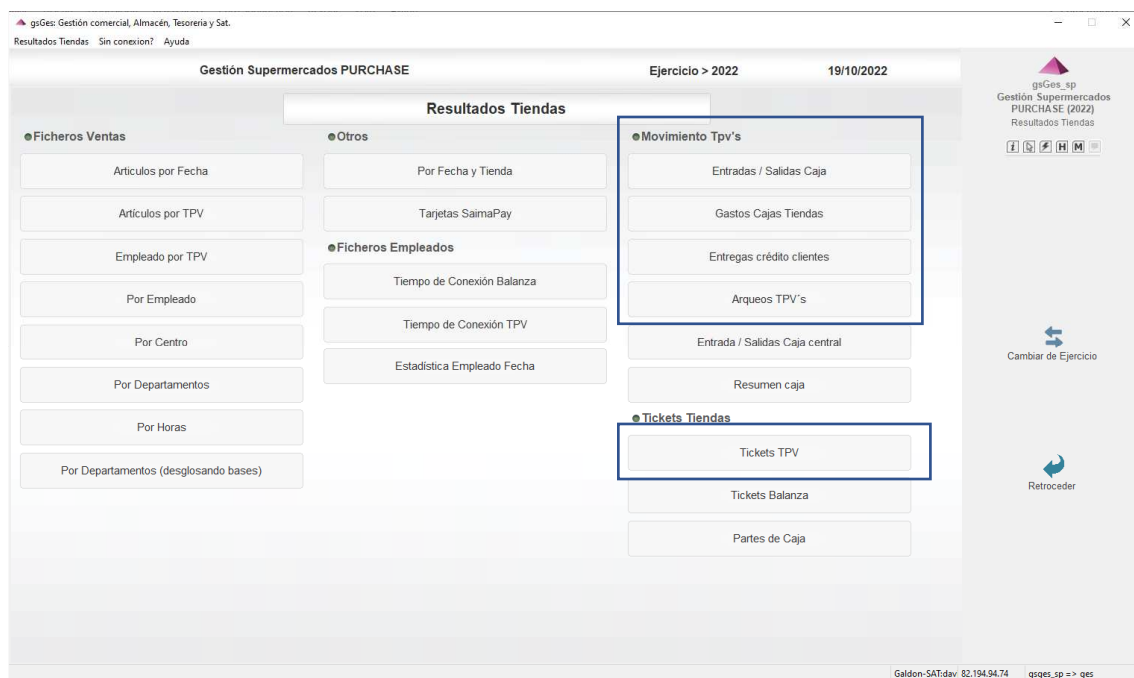 gsGes: Gestión comercial, Almacén, Tesoreria y Sat.
Resultados Tiendas Sin conexion? Ayuda
Gestión Supermercados PURCHASE Ejercicio > 2022 19/10/2022
Resultados Tiendas
Ficheros Ventas
Articulos por Fecha
Artículos por TPV
Empleado por TPV
Por Empleado
Por Centro
Por Departamentos
Por Horas
Por Departamentos (desglosando bases)
Otros
Por Fecha y Tienda
Tarjetas SaimaPay
Ficheros Empleados
Tiempo de Conexión Balanza
Tiempo de Conexión TPV
Estadística Empleado Fecha
Movimiento Tpv's
Entradas / Salidas Caja
Gastos Cajas Tiendas
Entregas crédito clientes
Arqueos TPV´s
Entrada / Salidas Caja central
Resumen caja
Tickets Tiendas
Tickets TPV
Tickets Balanza
Partes de Caja
gsGes_sp
Gestión Supermercados
PURCHASE (2022)
Resultados Tiendas
i H M
Cambiar de Ejercicio
Retroceder
Galdon-SAT:dav 82.194.94.74 gsges_sp => ges